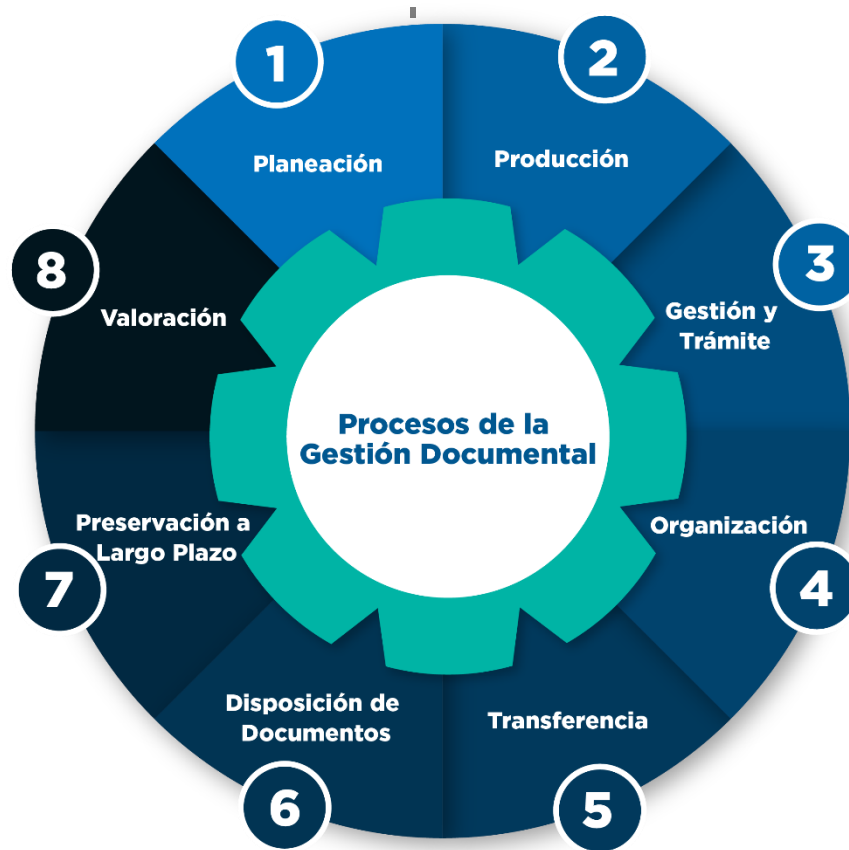 1
Planeación
2
Producción
3
Gestión y
Trámite
4
Organización
5
Transferencia
6
Disposición de
Documentos
7
Preservación a
Largo Plazo
8
Valoración
Procesos de la
Gestión Documental